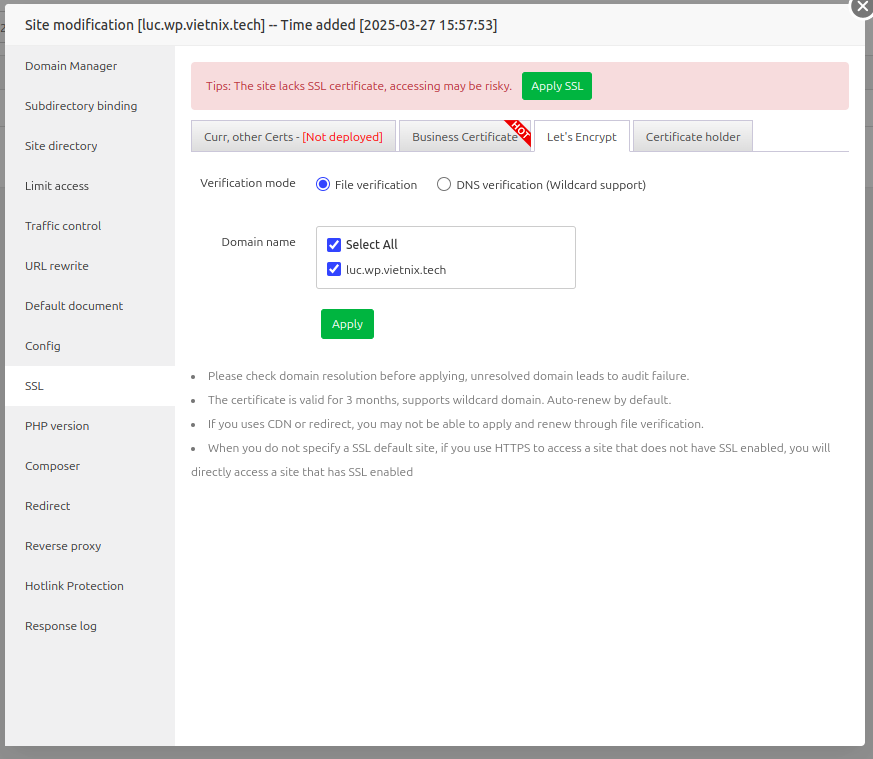 Site modification [luc.wp.vietnix.tech] -- Time added [2025-03-27 15:57:53]
Domain Manager
Subdirectory binding
Site directory
Limit access
Traffic control
URL rewrite
Default document
Config
SSL
PHP version
Composer
Redirect
Reverse proxy
Hotlink Protection
Response log
Tips: The site lacks SSL certificate, accessing may be risky. Apply SSL
Curr, other Certs - [Not deployed] Business Certificate HOT Let's Encrypt Certificate holder
Verification mode File verification DNS verification (Wildcard support)
Domain name Select All
luc.wp.vietnix.tech
Apply
• Please check domain resolution before applying, unresolved domain leads to audit failure.
• The certificate is valid for 3 months, supports wildcard domain. Auto-renew by default.
• If you uses CDN or redirect, you may not be able to apply and renew through file verification.
• When you do not specify a SSL default site, if you use HTTPS to access a site that does not have SSL enabled, you will
directly access a site that has SSL enabled